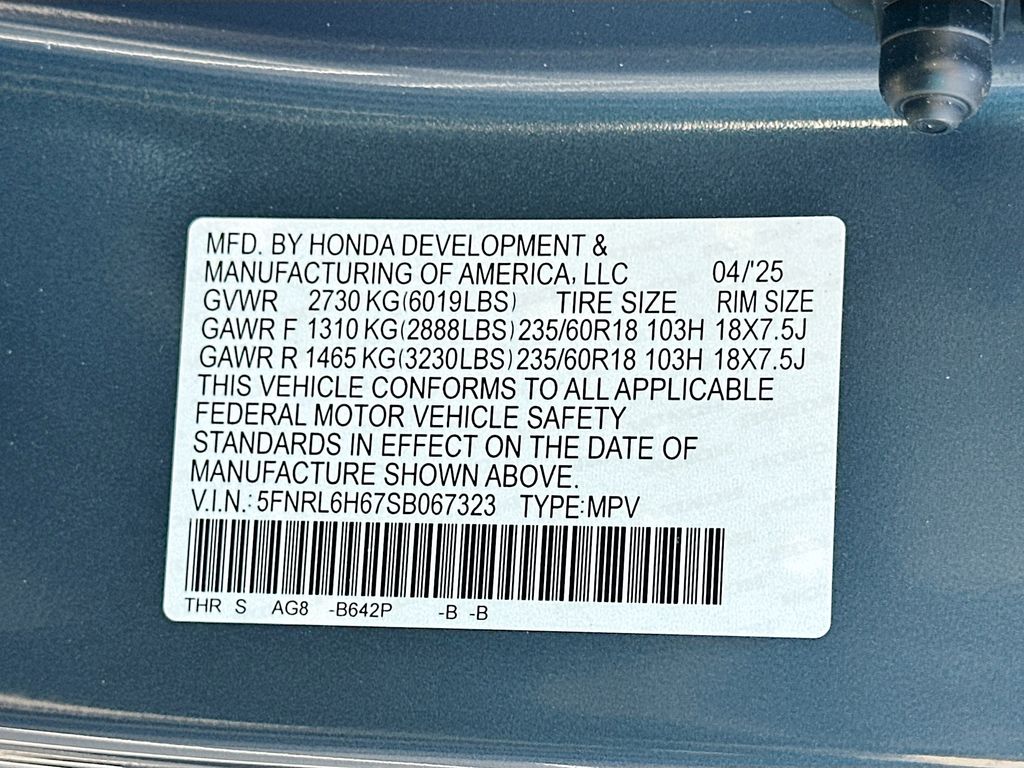 MFD. BY HONDA DEVELOPMENT &
MANUFACTURING OF AMERICA, LLC 04/'25
GVWR 2730 KG(6019LBS) TIRE SIZE RIM SIZE
GAWR F 1310 KG(2888LBS) 235/60R18 103H 18X7.5J
GAWR R 1465 KG(3230LBS) 235/60R18 103H 18X7.5J
THIS VEHICLE CONFORMS TO ALL APPLICABLE
FEDERAL MOTOR VEHICLE SAFETY
STANDARDS IN EFFECT ON THE DATE OF
MANUFACTURE SHOWN ABOVE.
V.I.N.: 5FNRL6H67SB067323 TYPE:MPV
THR S AG8 -B642P -B -B